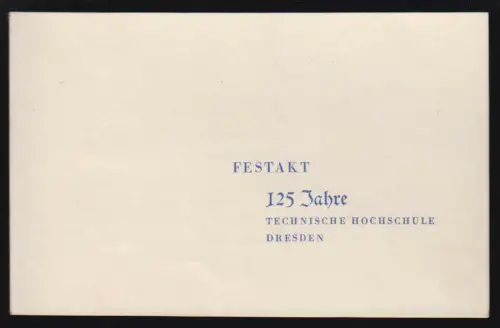 FESTAKT
125 Jahre
TECHNISCHE HOCHSCHULE
DRESDEN